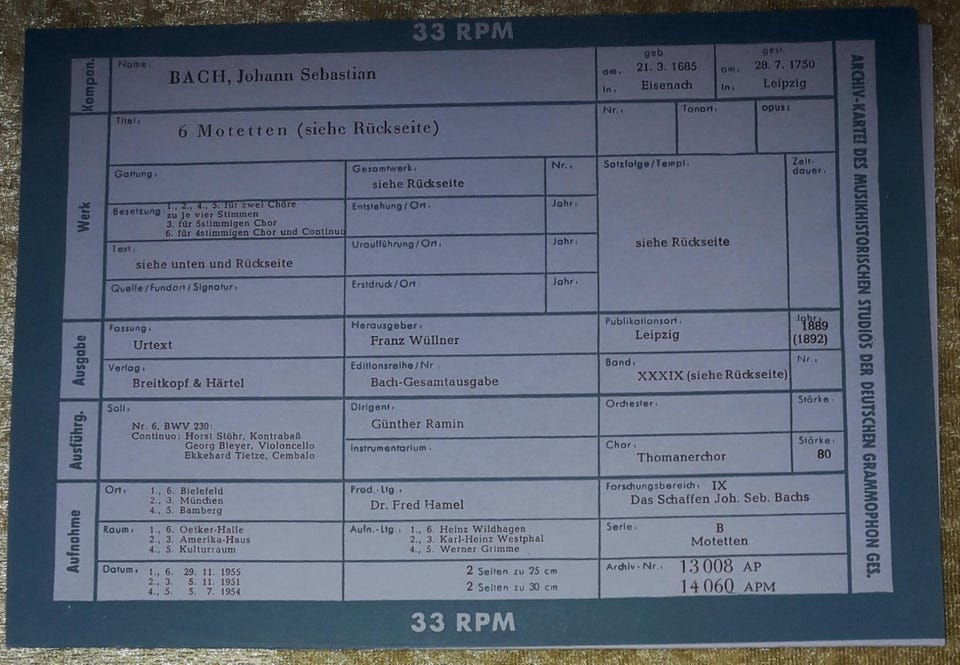 33 RPM
Kompon.
Name:
BACH, Johann Sebastian
geb.
am: 21. 3. 1685
in: Eisenach
gest.
am: 28. 7. 1750
in: Leipzig
ARCHIV-KARTEI DES MUSIKHISTORISCHEN STUDIOS DER DEUTSCHEN GRAMMOPHON GES.
Werk
Titel:
6 Motetten (siehe Rückseite)
Nr.:
Tonart:
opus:
Gattung:
Gesamtwerk:
siehe Rückseite
Nr.:
Satzfolge/Templ:
siehe Rückseite
Zeit-
dauer:
Besetzung:
1., 2., 4., 5. für zwei Chöre
zu je vier Stimmen
3. für 5stimmigen Chor
6. für 4stimmigen Chor und Continuo
Entstehung/Ort:
Jahr:
Text:
siehe unten und Rückseite
Uraufführung/Ort:
Jahr:
Quelle/Fundort/Signatur:
Erstdruck/Ort:
Jahr:
Ausgabe
Fassung:
Urtext
Herausgeber:
Franz Wüllner
Publikationsort:
Leipzig
Jahr:
1889
(1892)
Verlag:
Breitkopf & Härtel
Editionsreihe/Nr:
Bach-Gesamtausgabe
Band:
XXXIX (siehe Rückseite)
Nr.:
Ausführg.
Soli:
Nr. 6, BWV 230:
Continuo: Horst Stöhr, Kontrabaß
Georg Bleyer, Violoncello
Ekkehard Tietze, Cembalo
Dirigent:
Günther Ramin
Instrumentarium:
Orchester:
Stärke:
Chor:
Thomanerchor
Stärke:
80
Aufnahme
Ort:
1., 6. Bielefeld
2., 3. München
4., 5. Bamberg
Prod.-Ltg.
Dr. Fred Hamel
Forschungsbereich: IX
Das Schaffen Joh. Seb. Bachs
Raum:
1., 6. Oetker-Halle
2., 3. Amerika-Haus
4., 5. Kulturraum
Aufn.-Ltg.:
1., 6. Heinz Wildhagen
2., 3. Karl-Heinz Westphal
4., 5. Werner Grimme
Serie: B
Motetten
Datum:
1., 6. 29. 11. 1955
2., 3. 5. 11. 1951
4., 5. 5. 7. 1954
2 Seiten zu 25 cm
2 Seiten zu 30 cm
Archiv-Nr.:
13 008 AP
14 060 APM
33 RPM